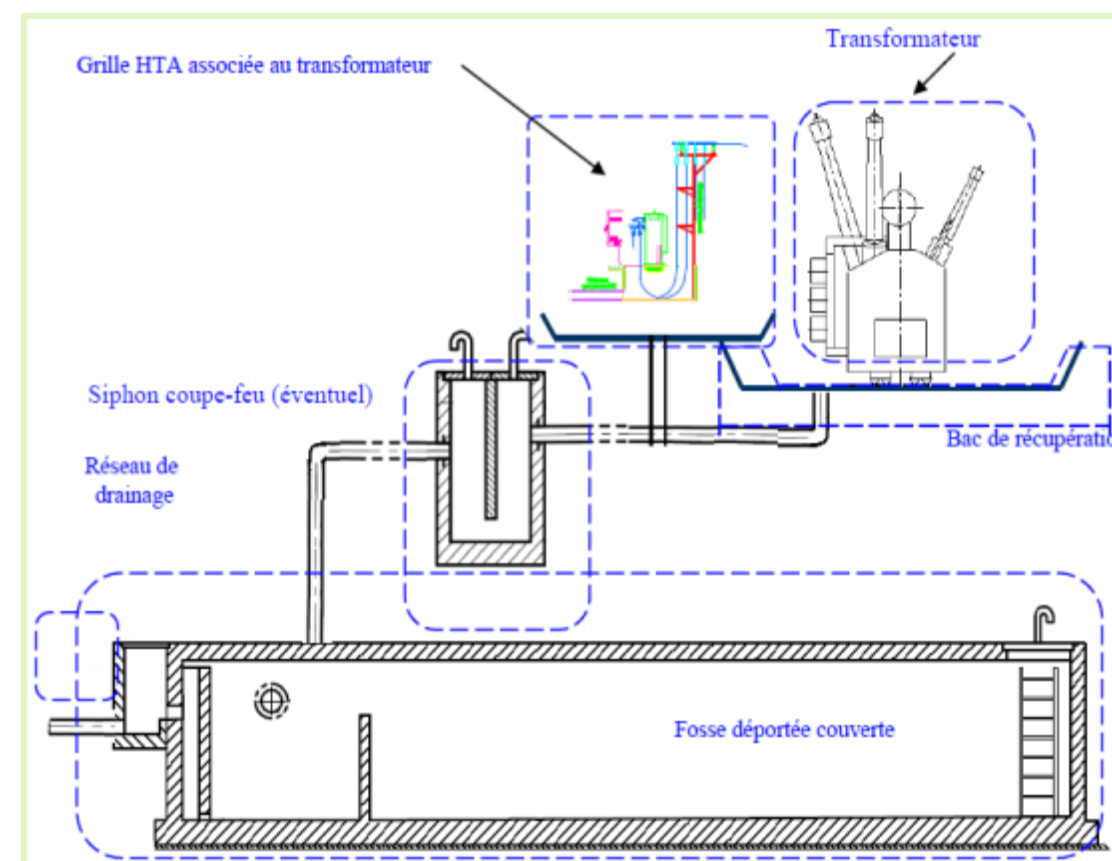 Transformateur
Grille HTA associée au transformateur
Siphon coupe-feu (éventuel)
Bac de récupératio
Réseau de
drainage
Fosse déportée couverte